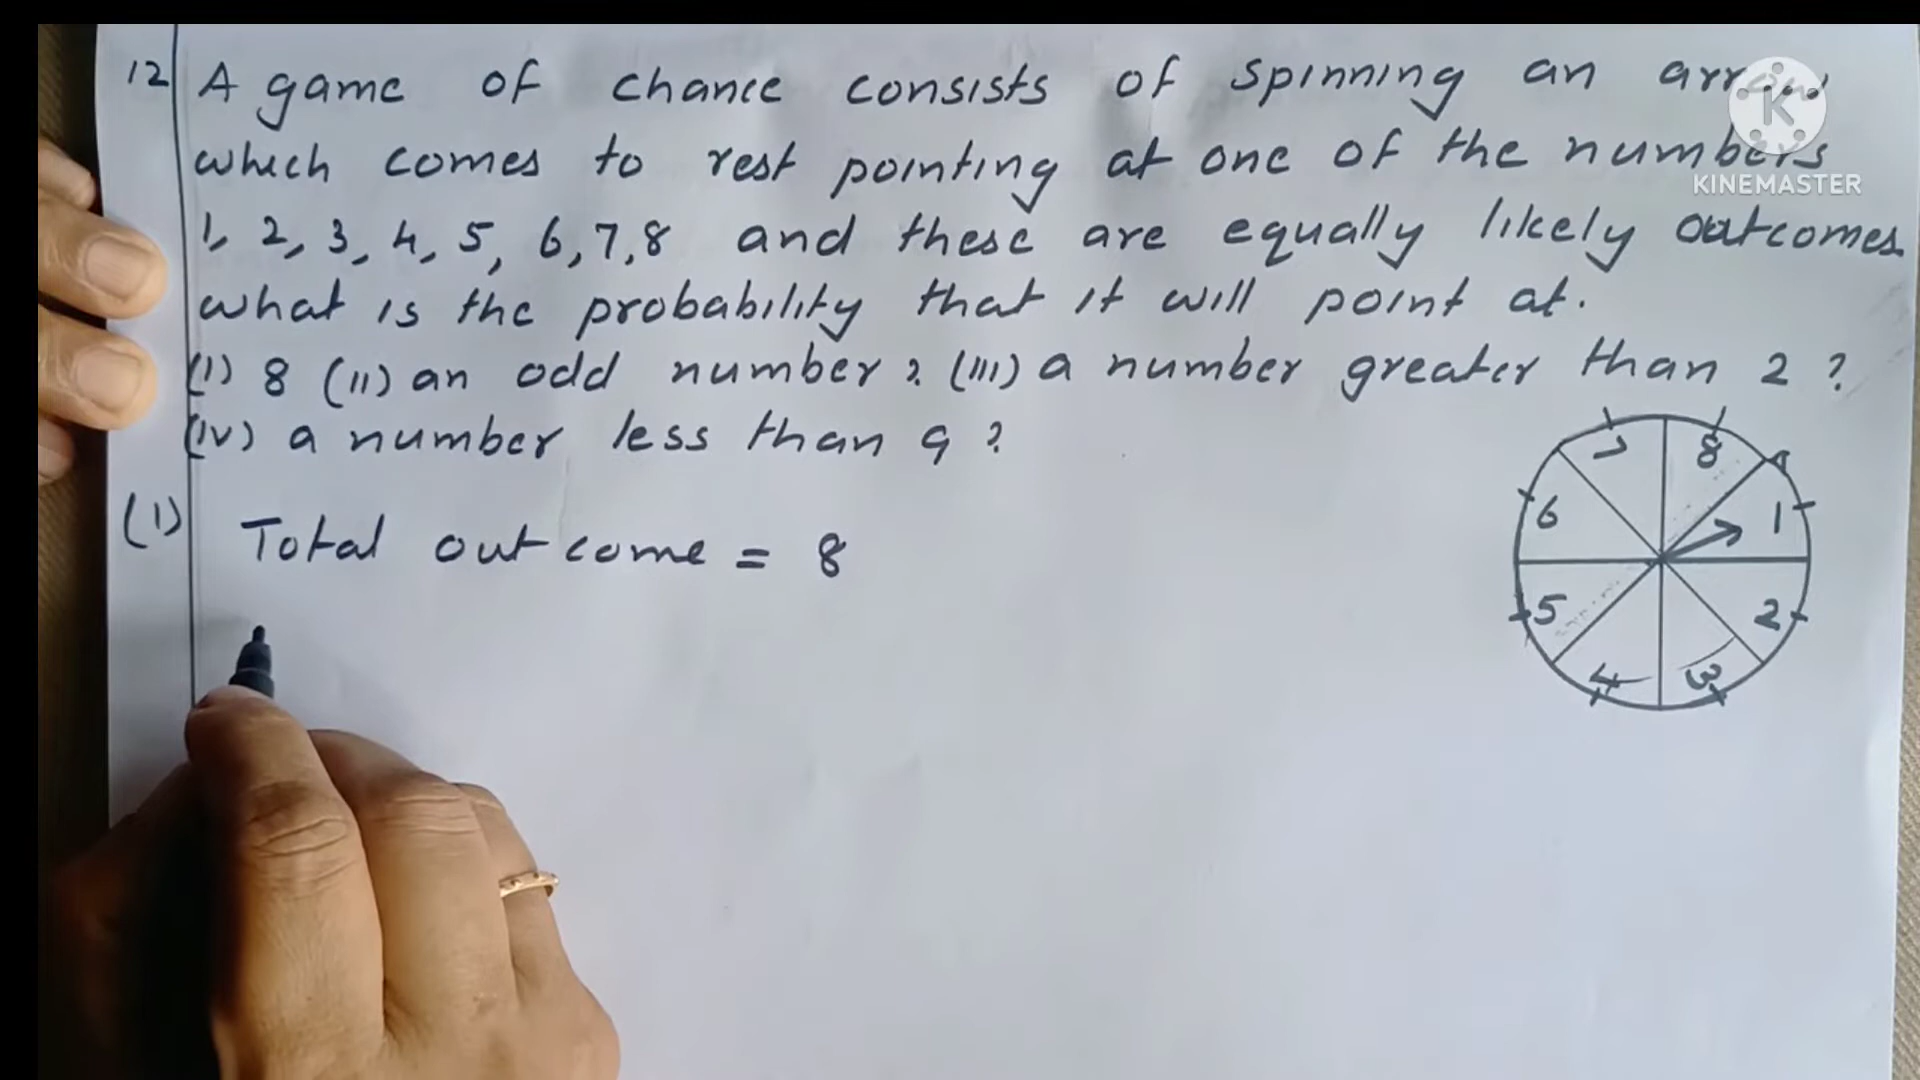 12 A game of chance consists of spinning an arrow
which comes to rest pointing at one of the numbers
1, 2, 3, 4, 5, 6, 7, 8 and these are equally likely outcomes
what is the probability that it will point at.
(i) 8 (ii) an odd number? (iii) a number greater than 2 ?
(iv) a number less than 9 ?
(i) Total outcome = 8
7 8
6 1
5 2
4 3
K
KINEMASTER